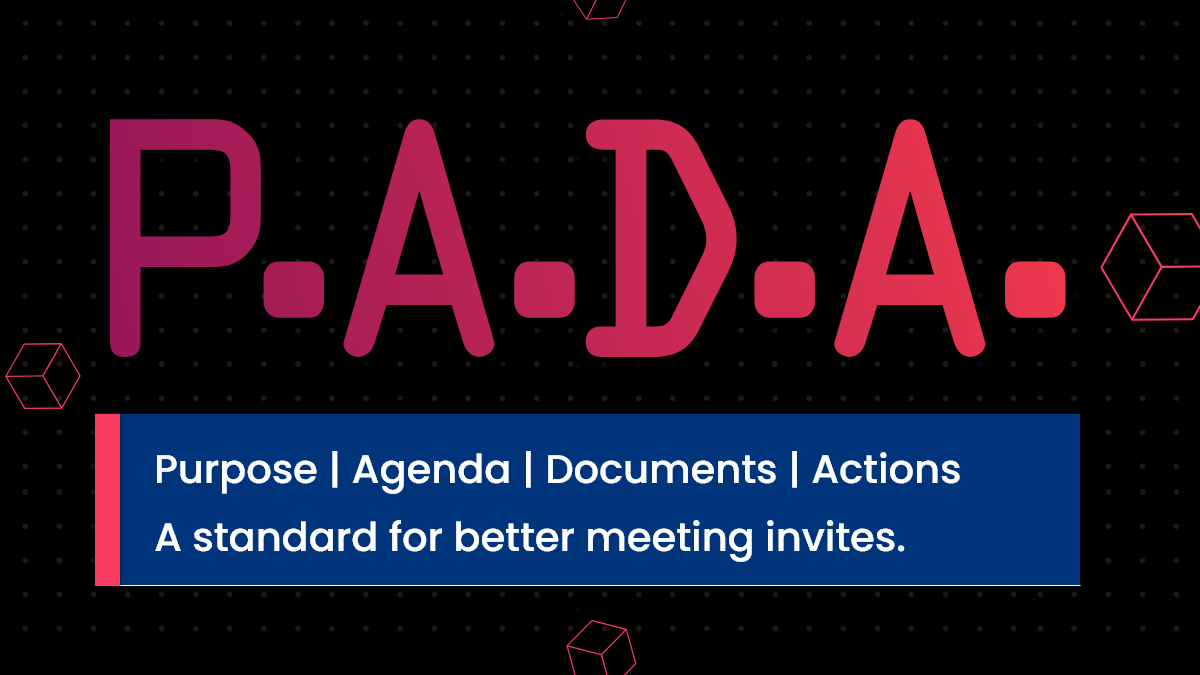 P.A.D.A.
Purpose | Agenda | Documents | Actions
A standard for better meeting invites.